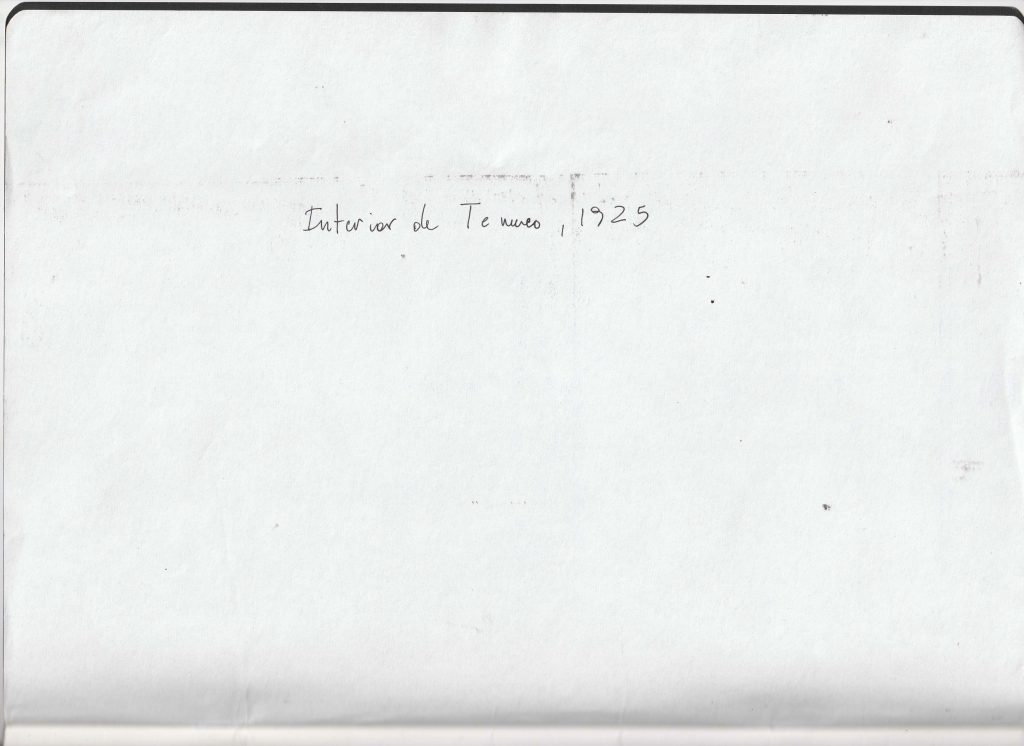 Interior de Temuco, 1925